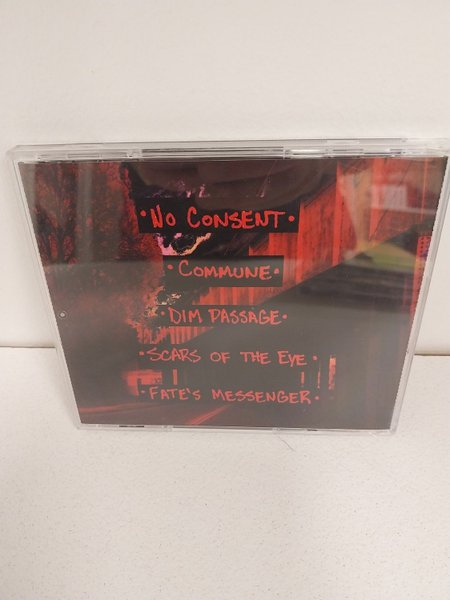 • NO CONSENT •
• COMMUNE •
• DIM PASSAGE •
• SCARS OF THE EYE •
• FATE'S MESSENGER •